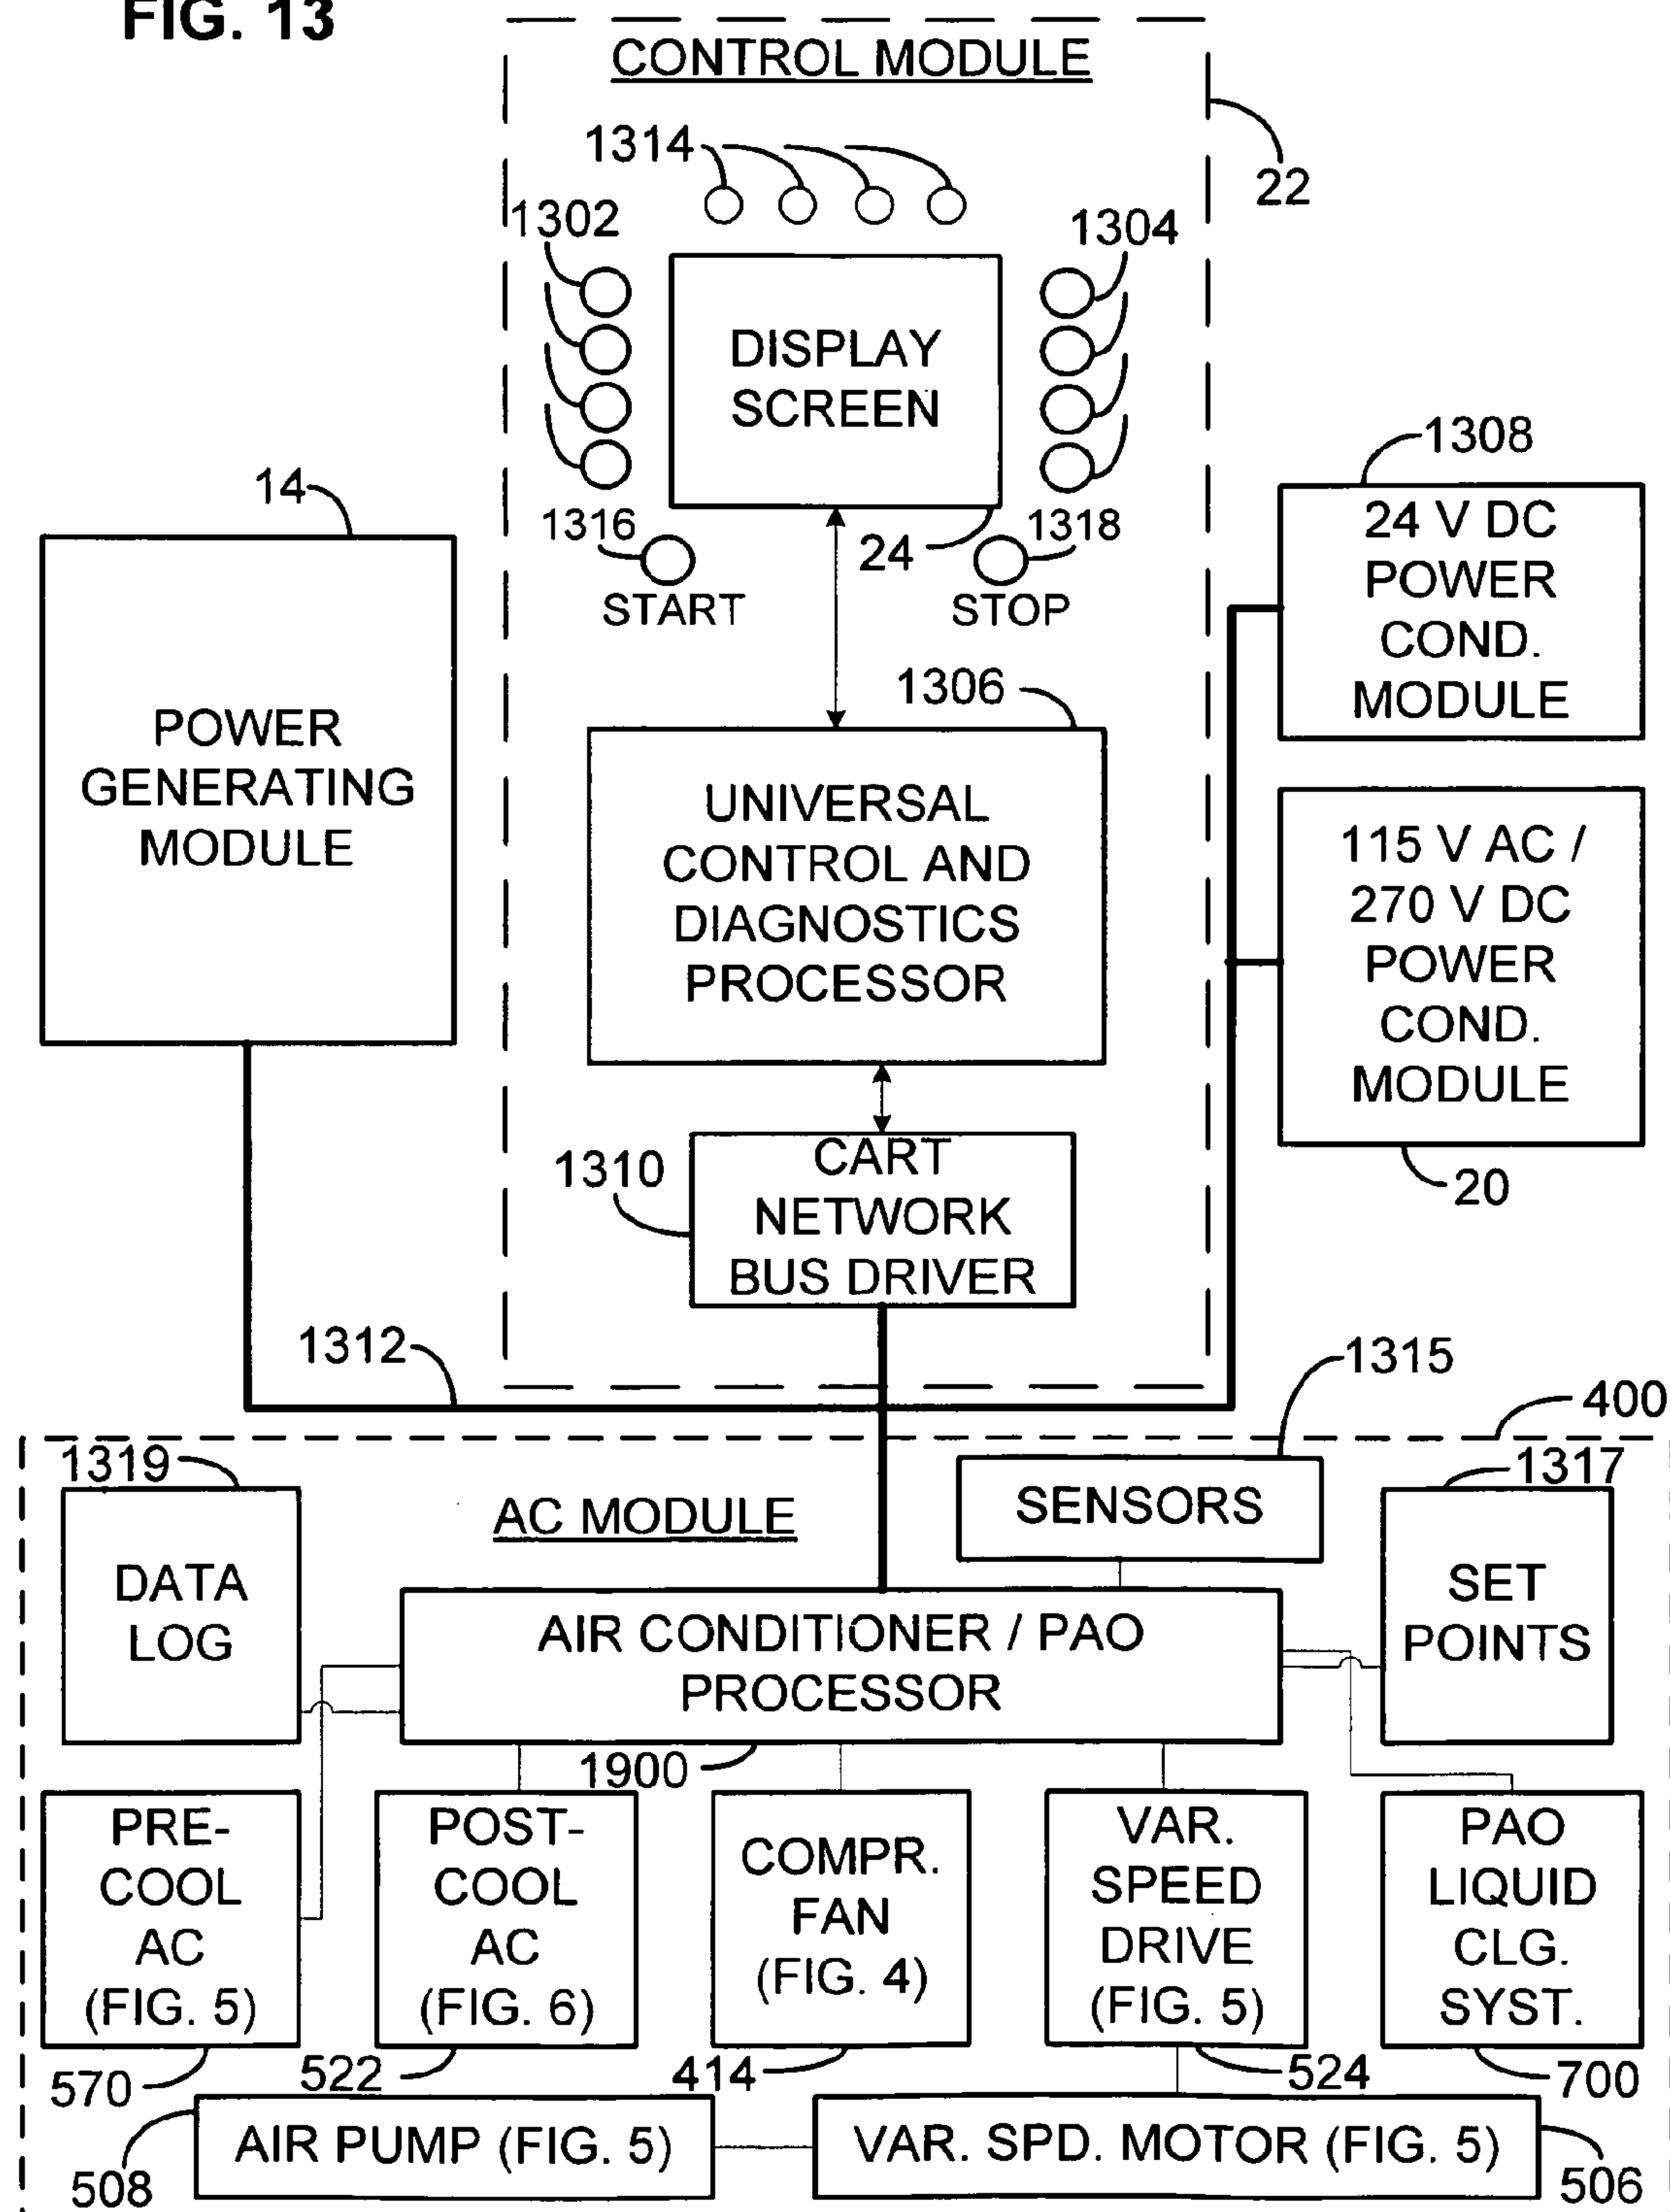 FIG. 13
CONTROL MODULE
1314
22
1302
1304
DISPLAY
SCREEN
1308
14
24 V DC
POWER
COND.
MODULE
1316
24
1318
START
STOP
1306
POWER
GENERATING
MODULE
UNIVERSAL
CONTROL AND
DIAGNOSTICS
PROCESSOR
115 V AC /
270 V DC
POWER
COND.
MODULE
20
1310
CART
NETWORK
BUS DRIVER
1312
1315
400
1319
1317
AC MODULE
SENSORS
DATA
LOG
SET
POINTS
AIR CONDITIONER / PAO
PROCESSOR
1900
PRE-
COOL
AC
(FIG. 5)
POST-
COOL
AC
(FIG. 6)
COMPR.
FAN
(FIG. 4)
VAR.
SPEED
DRIVE
(FIG. 5)
PAO
LIQUID
CLG.
SYST.
570
522
414
524
700
508
AIR PUMP (FIG. 5)
VAR. SPD. MOTOR (FIG. 5)
506